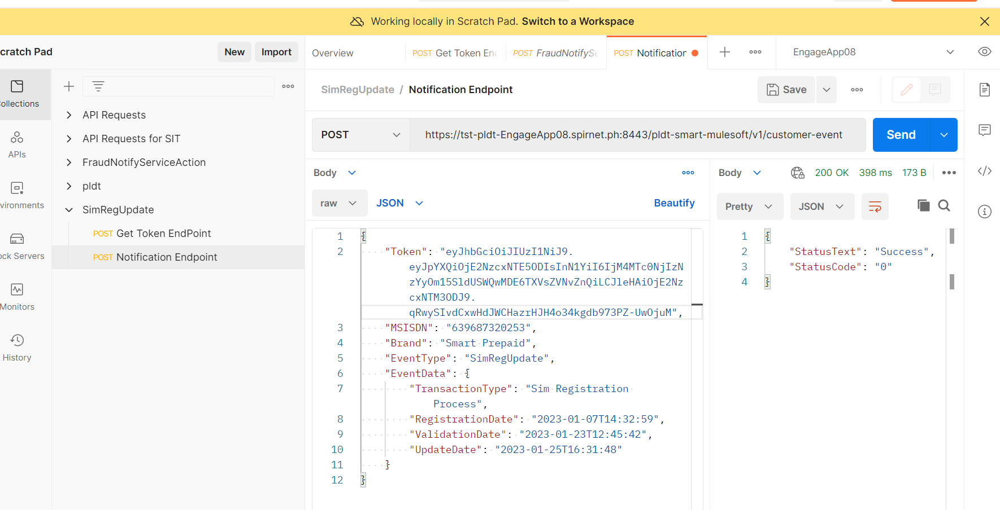 Working locally in Scratch Pad. Switch to a Workspace
cratch Pad
New
Import
Overview
POST Get Token End
POST FraudNotifySe
POST Notification
EngageApp08
ollections
APIs
vironments
ock Servers
Monitors
History
API Requests
API Requests for SIT
FraudNotifyServiceAction
pldt
SimRegUpdate
POST Get Token EndPoint
POST Notification Endpoint
SimRegUpdate / Notification Endpoint
Save
POST
https://tst-pldt-EngageApp08.spirnet.ph:8443/pldt-smart-mulesoft/v1/customer-event
Send
Body
raw
JSON
Beautify
1 {
2 "Token": "eyJhbGciOiJIUzI1NiJ9.
eyJpYXQiOjE2NzcxNTE5ODIsInN1YiI6IjM4MTc0NjIzN
zYyOm15SldUSWQwMDE6TXVsZVNvZnQiLCJleHAiOjE2Nz
cxNTM3ODJ9.
qRwySIvdCxwHdJWCHazrHJH4o34kgdb973PZ-UwOjuM",
3 "MSISDN": "639687320253",
4 "Brand": "Smart Prepaid",
5 "EventType": "SimRegUpdate",
6 "EventData": {
7 "TransactionType": "Sim Registration
Process",
8 "RegistrationDate": "2023-01-07T14:32:59",
9 "ValidationDate": "2023-01-23T12:45:42",
10 "UpdateDate": "2023-01-25T16:31:48"
11 }
12 }
Body
200 OK 398 ms 173 B
Pretty
JSON
1 {
2 "StatusText": "Success",
3 "StatusCode": "0"
4 }